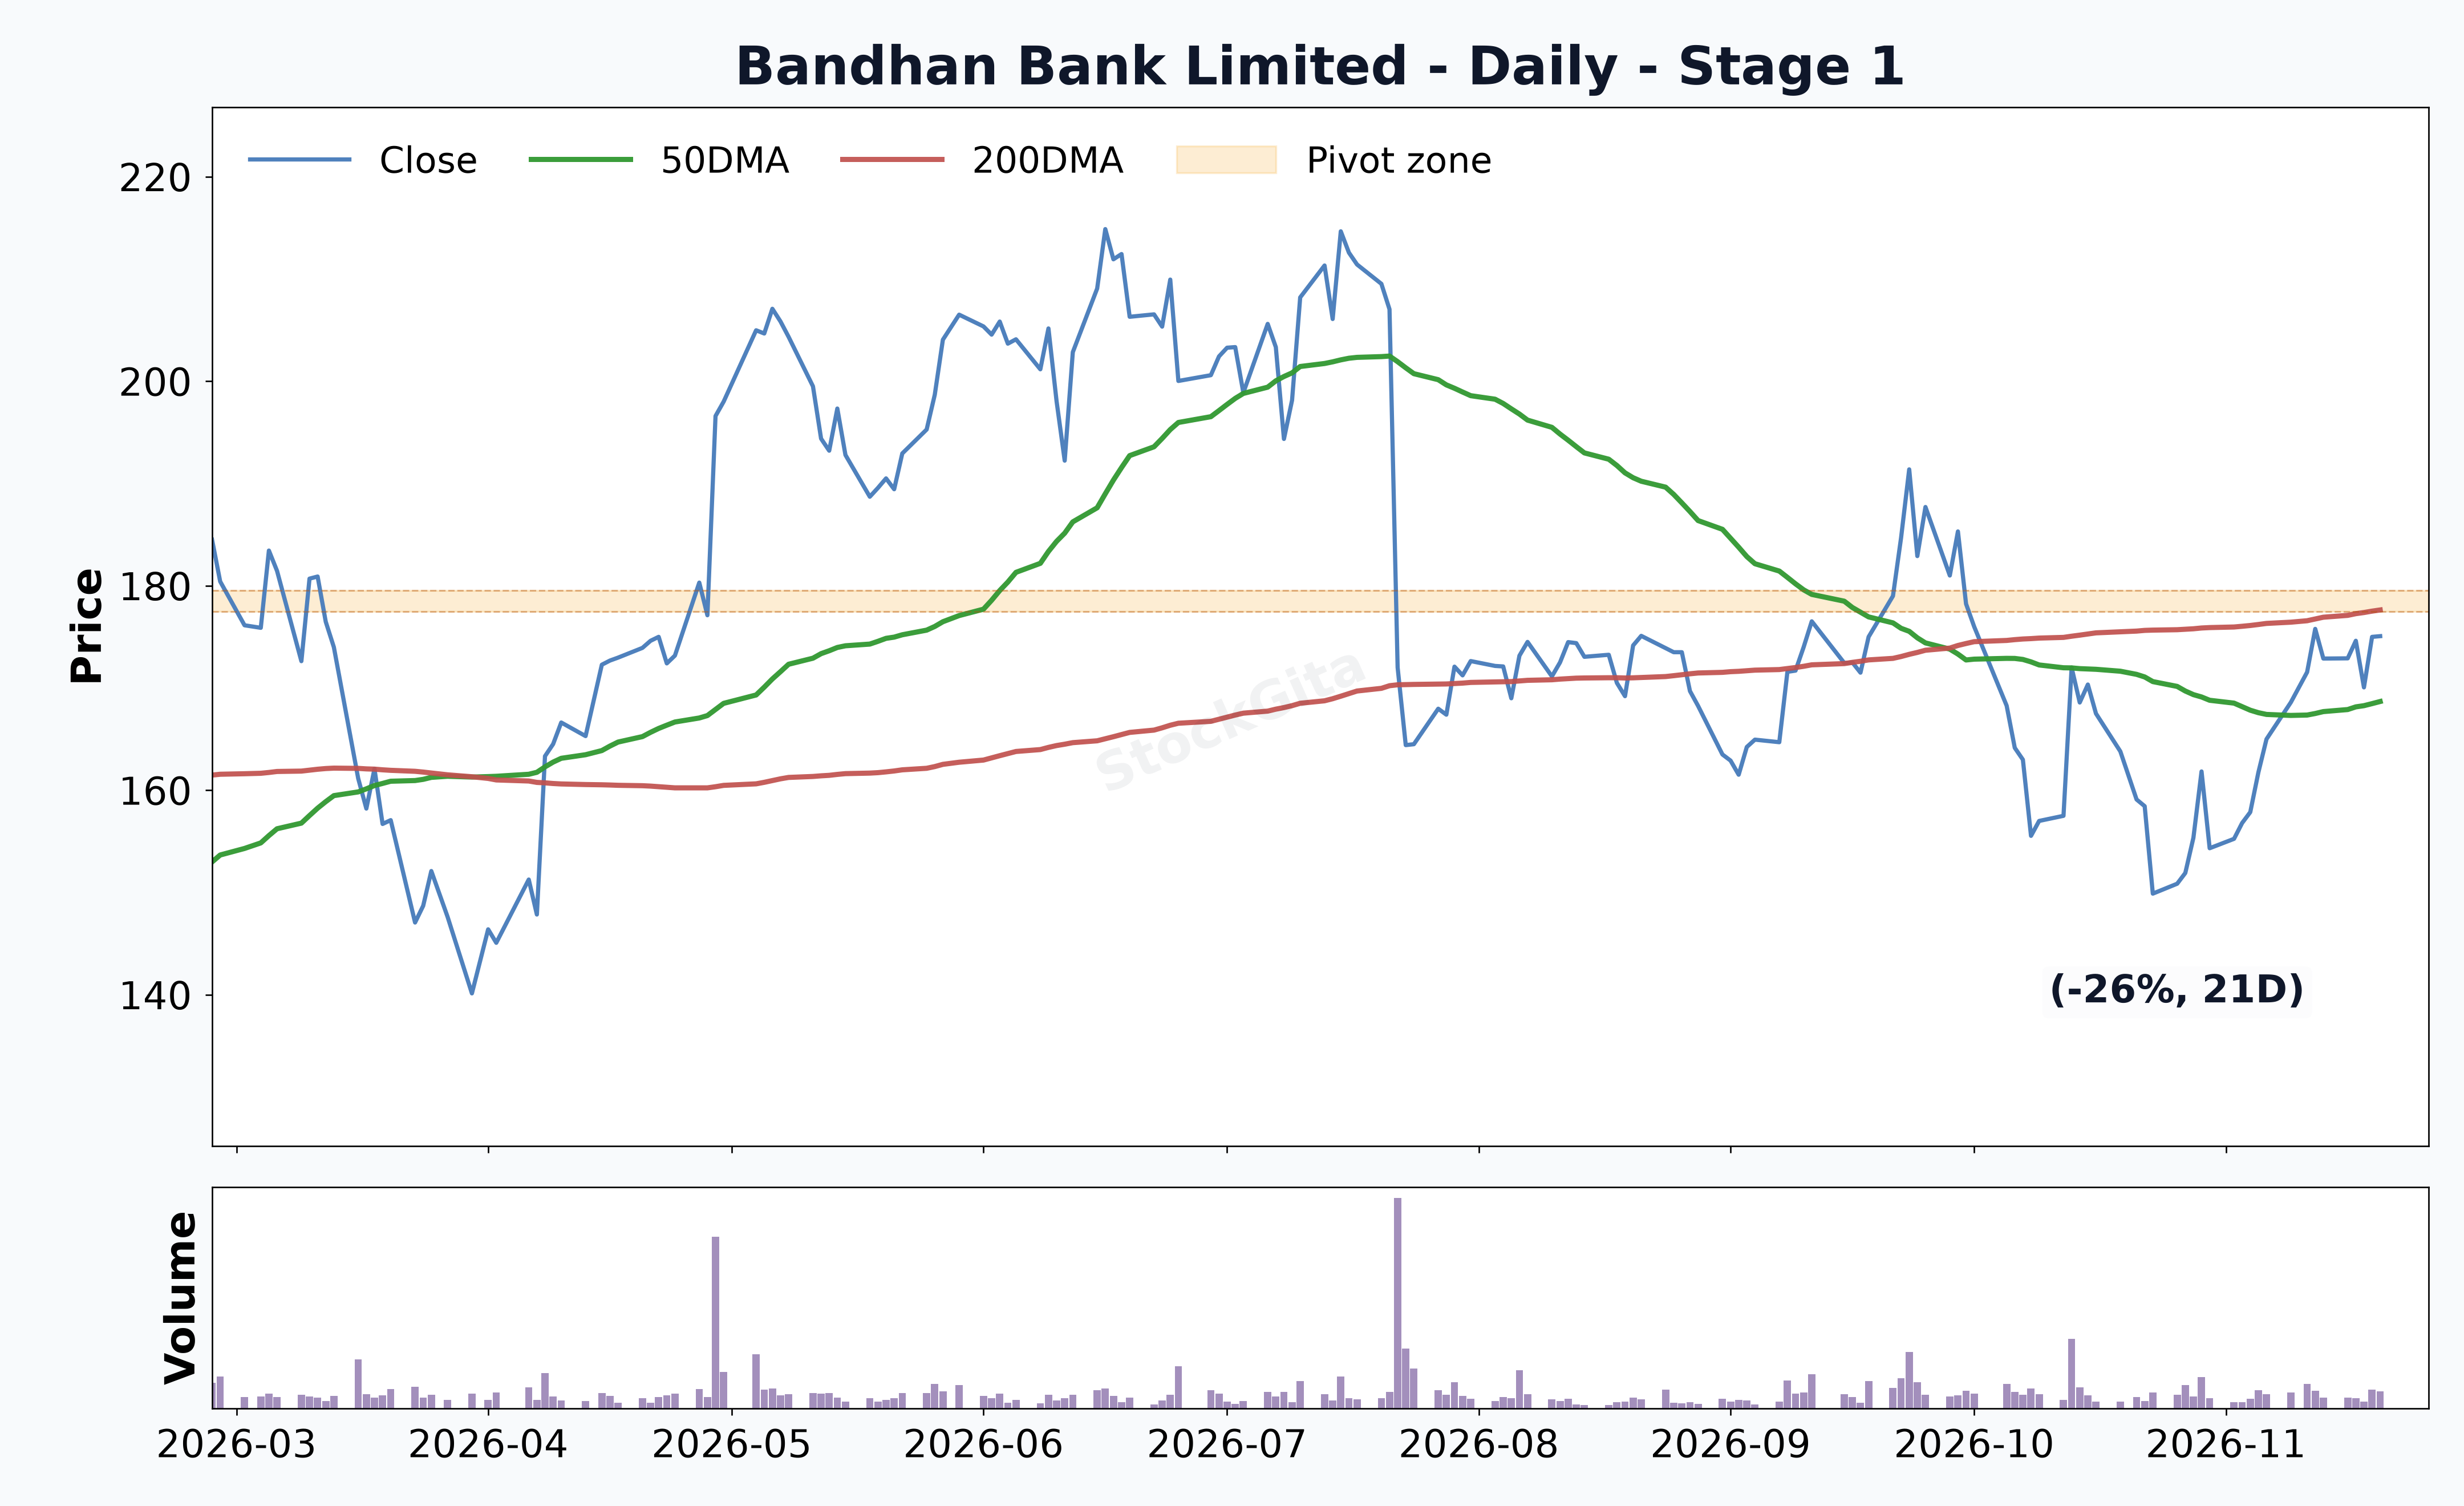 Bandhan Bank Limited - Daily - Stage 1
Close 50DMA 200DMA Pivot zone
Price
220
200
180
160
140
StockGita
(-26%, 21D)
Volume
2026-03 2026-04 2026-05 2026-06 2026-07 2026-08 2026-09 2026-10 2026-11